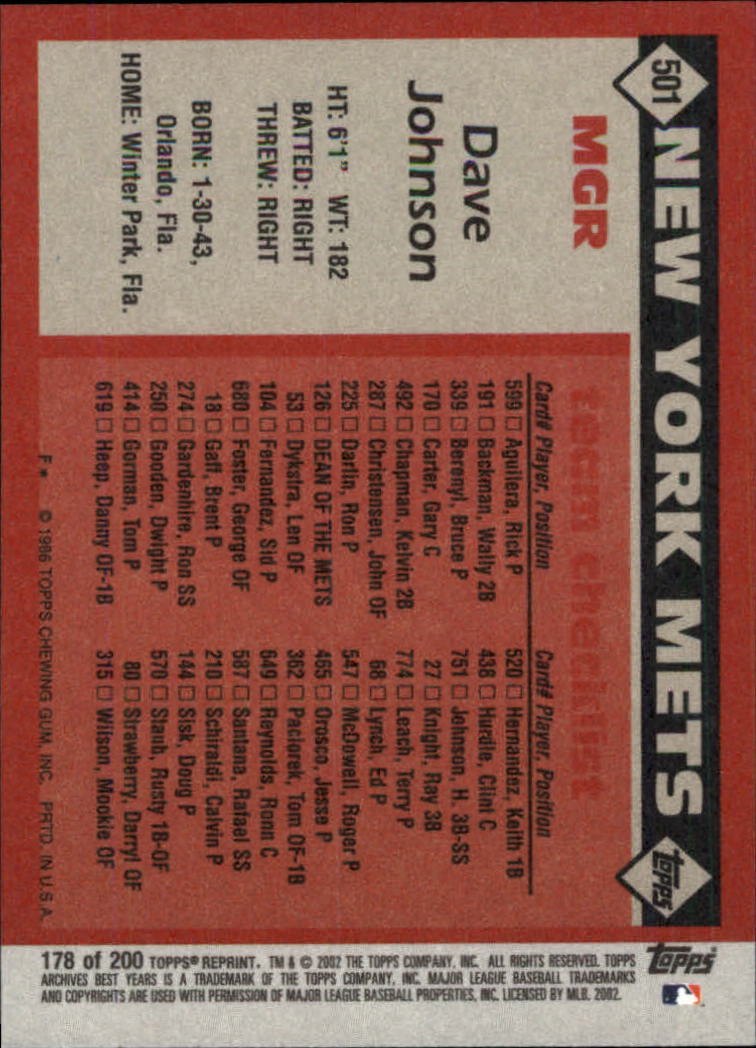 501
NEW YORK METS
Topps
MGR
Dave
Johnson
HT: 6'1" WT: 182
BATTED: RIGHT
THREW: RIGHT
BORN: 1-30-43,
Orlando, Fla.
HOME: Winter Park, Fla.
team checklist
Card# Player, Position
599 Aguilera, Rick P
191 Backman, Wally 2B
339 Berenyi, Bruce P
170 Carter, Gary C
492 Chapman, Kelvin 2B
287 Christensen, John OF
225 Darlin, Ron P
126 DEAN OF THE METS
53 Dykstra, Len OF
104 Fernandez, Sid P
680 Foster, George OF
18 Gaff, Brent P
274 Gardenhire, Ron SS
250 Gooden, Dwight P
414 Gorman, Tom P
619 Heep, Danny OF-1B
Card# Player, Position
520 Hernandez, Keith 1B
438 Hurdle, Clint C
751 Johnson, H. 3B-SS
27 Knight, Ray 3B
774 Leach, Terry P
68 Lynch, Ed P
547 McDowell, Roger P
465 Orosco, Jesse P
362 Paciorek, Tom OF-1B
649 Reynolds, Ronn C
587 Santana, Rafael SS
210 Schiraldi, Calvin P
144 Sisk, Doug P
570 Staub, Rusty 1B-OF
80 Strawberry, Darryl OF
315 Wilson, Mookie OF
F* © 1986 TOPPS CHEWING GUM, INC. PRTD. IN U.S.A.
178 of 200 TOPPS® REPRINT. TM & © 2002 THE TOPPS COMPANY, INC. ALL RIGHTS RESERVED. TOPPS
ARCHIVES BEST YEARS IS A TRADEMARK OF THE TOPPS COMPANY, INC. MAJOR LEAGUE BASEBALL TRADEMARKS
AND COPYRIGHTS ARE USED WITH PERMISSION OF MAJOR LEAGUE BASEBALL PROPERTIES, INC. LICENSED BY MLB. 2002.
Topps